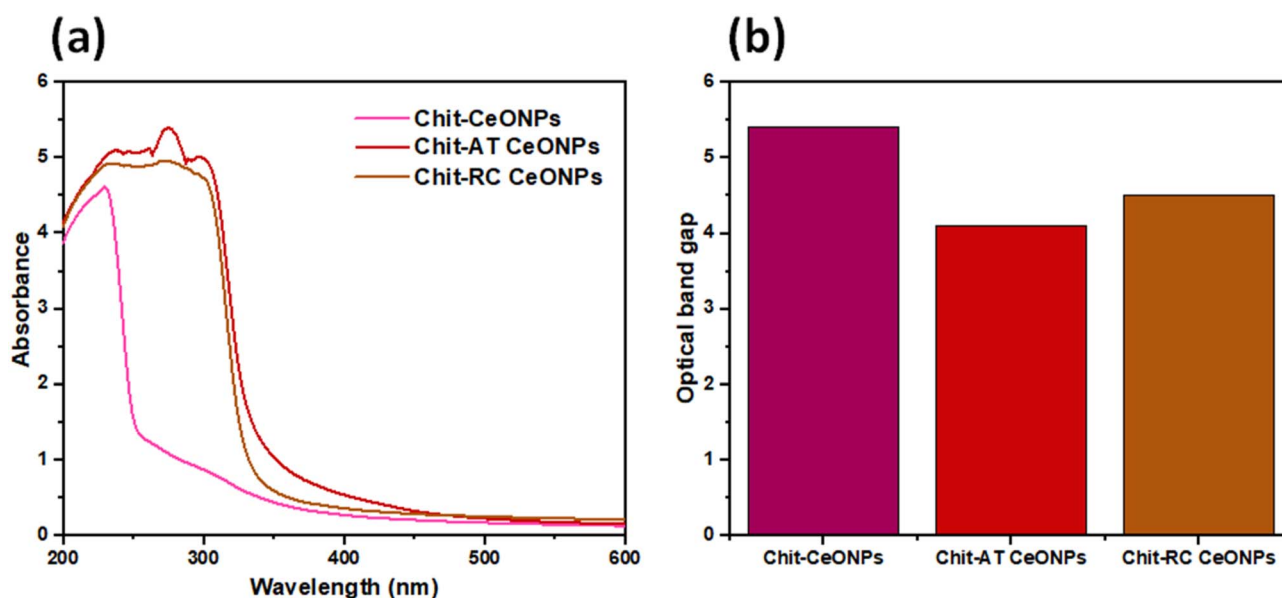 (a)
6
5
4
3
2
1
0
Absorbance
Chit-CeONPs
Chit-AT CeONPs
Chit-RC CeONPs
200 300 400 500 600
Wavelength (nm)
(b)
6
5
4
3
2
1
0
Optical band gap
Chit-CeONPs Chit-AT CeONPs Chit-RC CeONPs